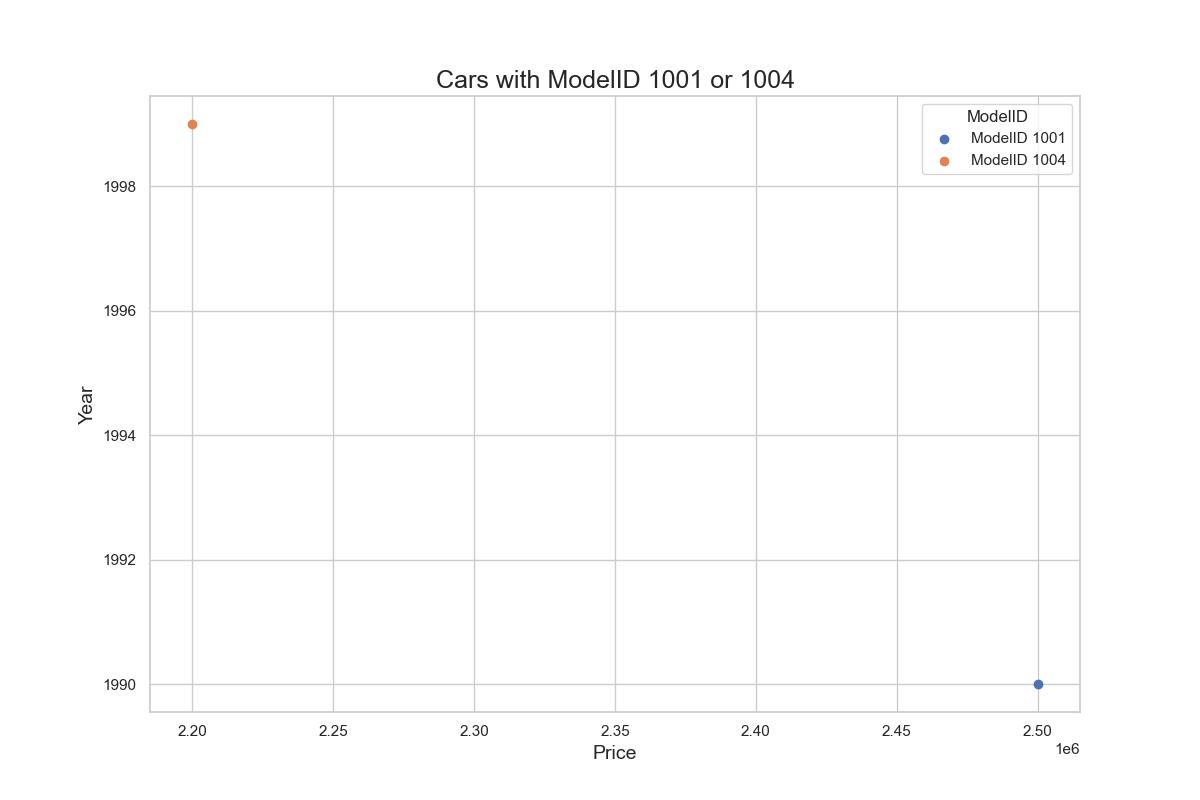 Cars with ModelID 1001 or 1004
ModelID
ModelID 1001
ModelID 1004
1998
1996
1994
1992
1990
Year
2.20 2.25 2.30 2.35 2.40 2.45 2.50
1e6
Price